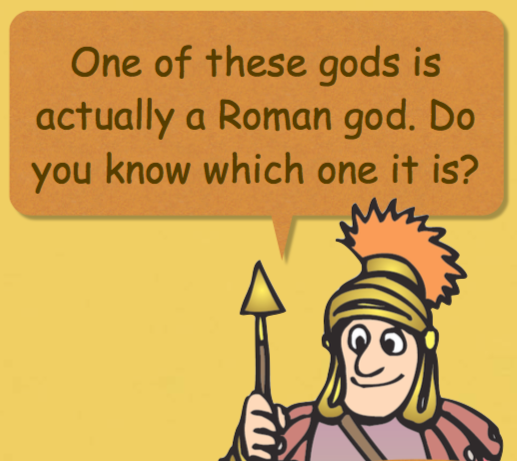 One of these gods is
actually a Roman god. Do
you know which one it is?